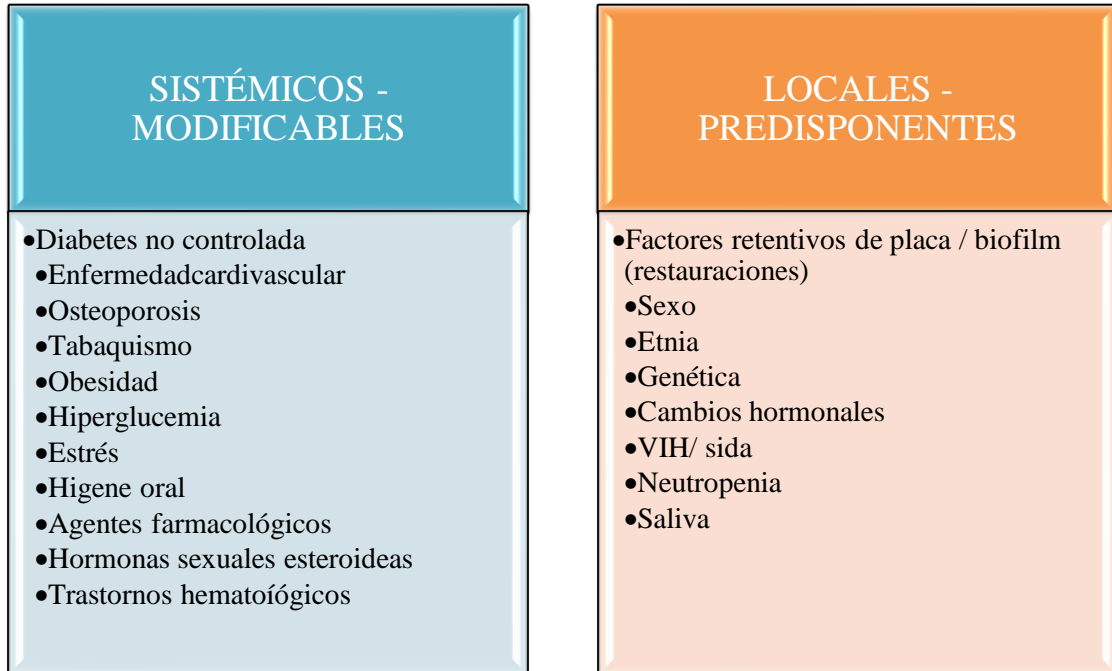 SISTÉMICOS -
MODIFICABLES
•Diabetes no controlada
•Enfermedadcardivascular
•Osteoporosis
•Tabaquismo
•Obesidad
•Hiperglucemia
•Estrés
•Higene oral
•Agentes farmacológicos
•Hormonas sexuales esteroideas
•Trastornos hematoíógicos
LOCALES -
PREDISPONENTES
•Factores retentivos de placa / biofilm
(restauraciones)
•Sexo
•Etnia
•Genética
•Cambios hormonales
•VIH/ sida
•Neutropenia
•Saliva